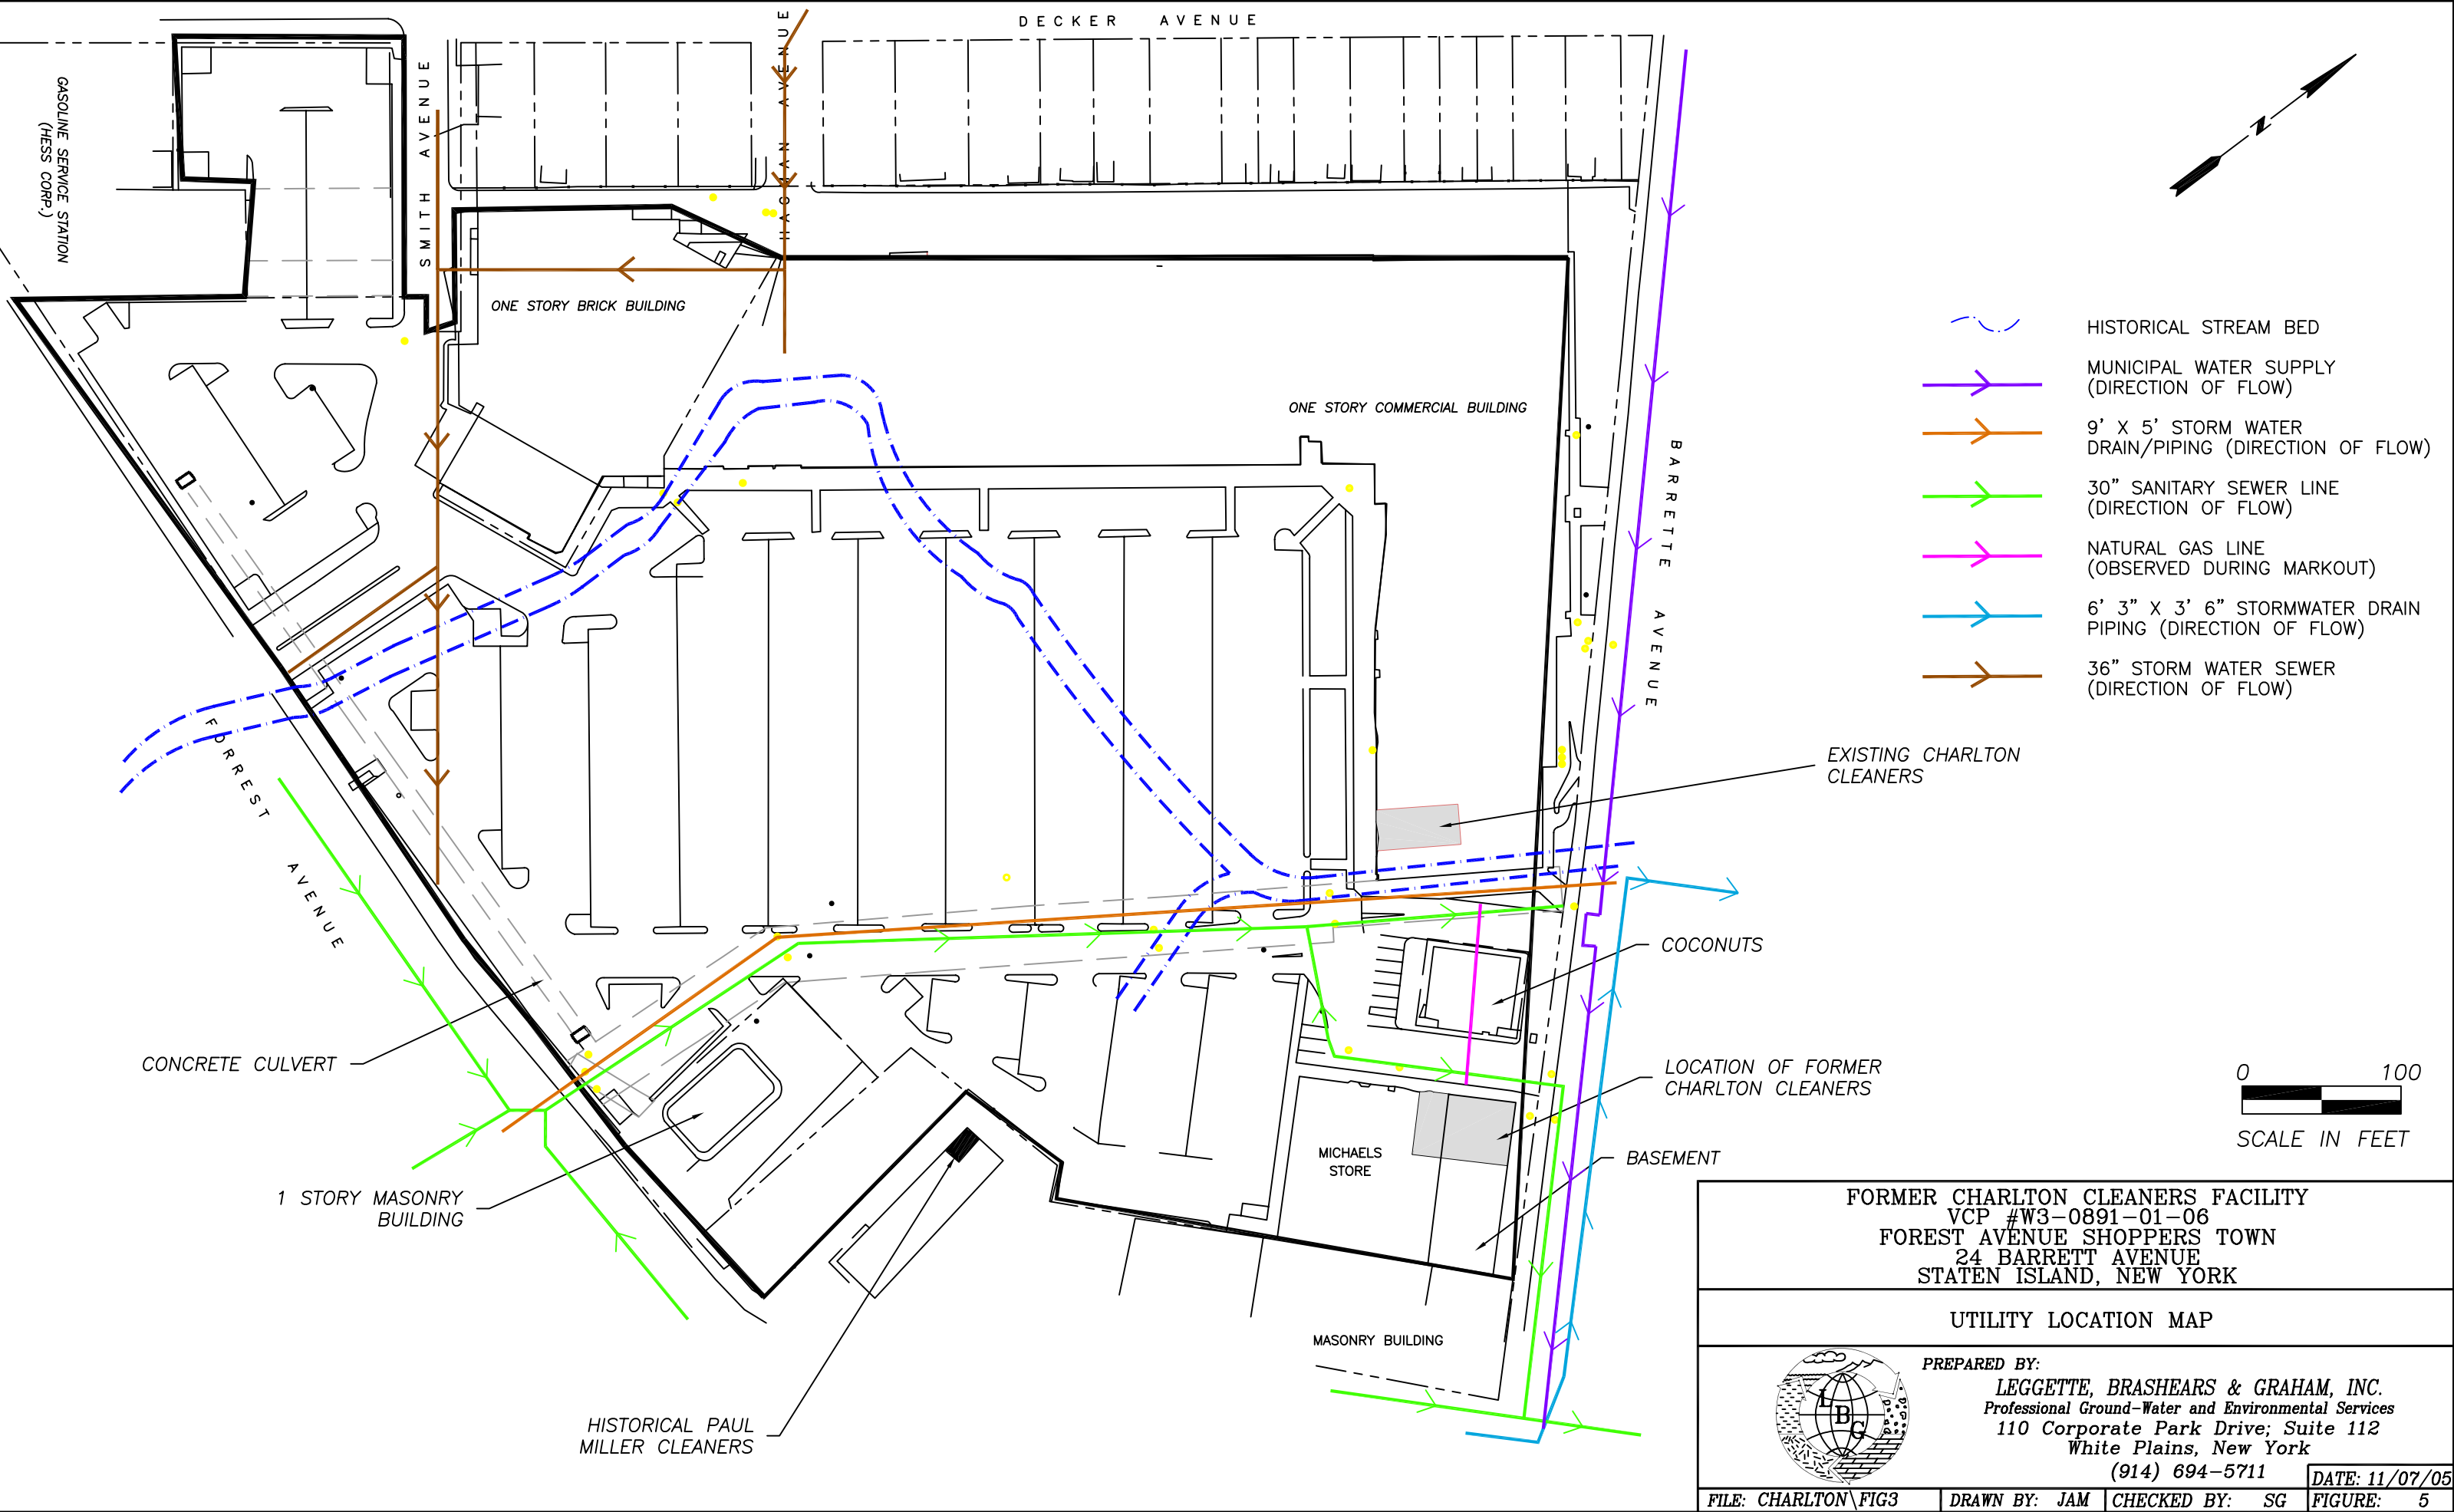 DECKER AVENUE
HAGAN AVENUE
SMITH AVENUE
GASOLINE SERVICE STATION
(HESS CORP.)
N
ONE STORY BRICK BUILDING
ONE STORY COMMERCIAL BUILDING
BARRETTE AVENUE
FORREST AVENUE
HISTORICAL STREAM BED
MUNICIPAL WATER SUPPLY
(DIRECTION OF FLOW)
9' X 5' STORM WATER
DRAIN/PIPING (DIRECTION OF FLOW)
30" SANITARY SEWER LINE
(DIRECTION OF FLOW)
NATURAL GAS LINE
(OBSERVED DURING MARKOUT)
6' 3" X 3' 6" STORMWATER DRAIN
PIPING (DIRECTION OF FLOW)
36" STORM WATER SEWER
(DIRECTION OF FLOW)
EXISTING CHARLTON
CLEANERS
COCONUTS
CONCRETE CULVERT
LOCATION OF FORMER
CHARLTON CLEANERS
MICHAELS
STORE
BASEMENT
1 STORY MASONRY
BUILDING
MASONRY BUILDING
HISTORICAL PAUL
MILLER CLEANERS
0 100
SCALE IN FEET
FORMER CHARLTON CLEANERS FACILITY
VCP #W3-0891-01-06
FOREST AVENUE SHOPPERS TOWN
24 BARRETT AVENUE
STATEN ISLAND, NEW YORK
UTILITY LOCATION MAP
LBG
PREPARED BY:
LEGGETTE, BRASHEARS & GRAHAM, INC.
Professional Ground-Water and Environmental Services
110 Corporate Park Drive; Suite 112
White Plains, New York
(914) 694-5711
DATE: 11/07/05
FILE: CHARLTON\FIG3 DRAWN BY: JAM CHECKED BY: SG FIGURE: 5